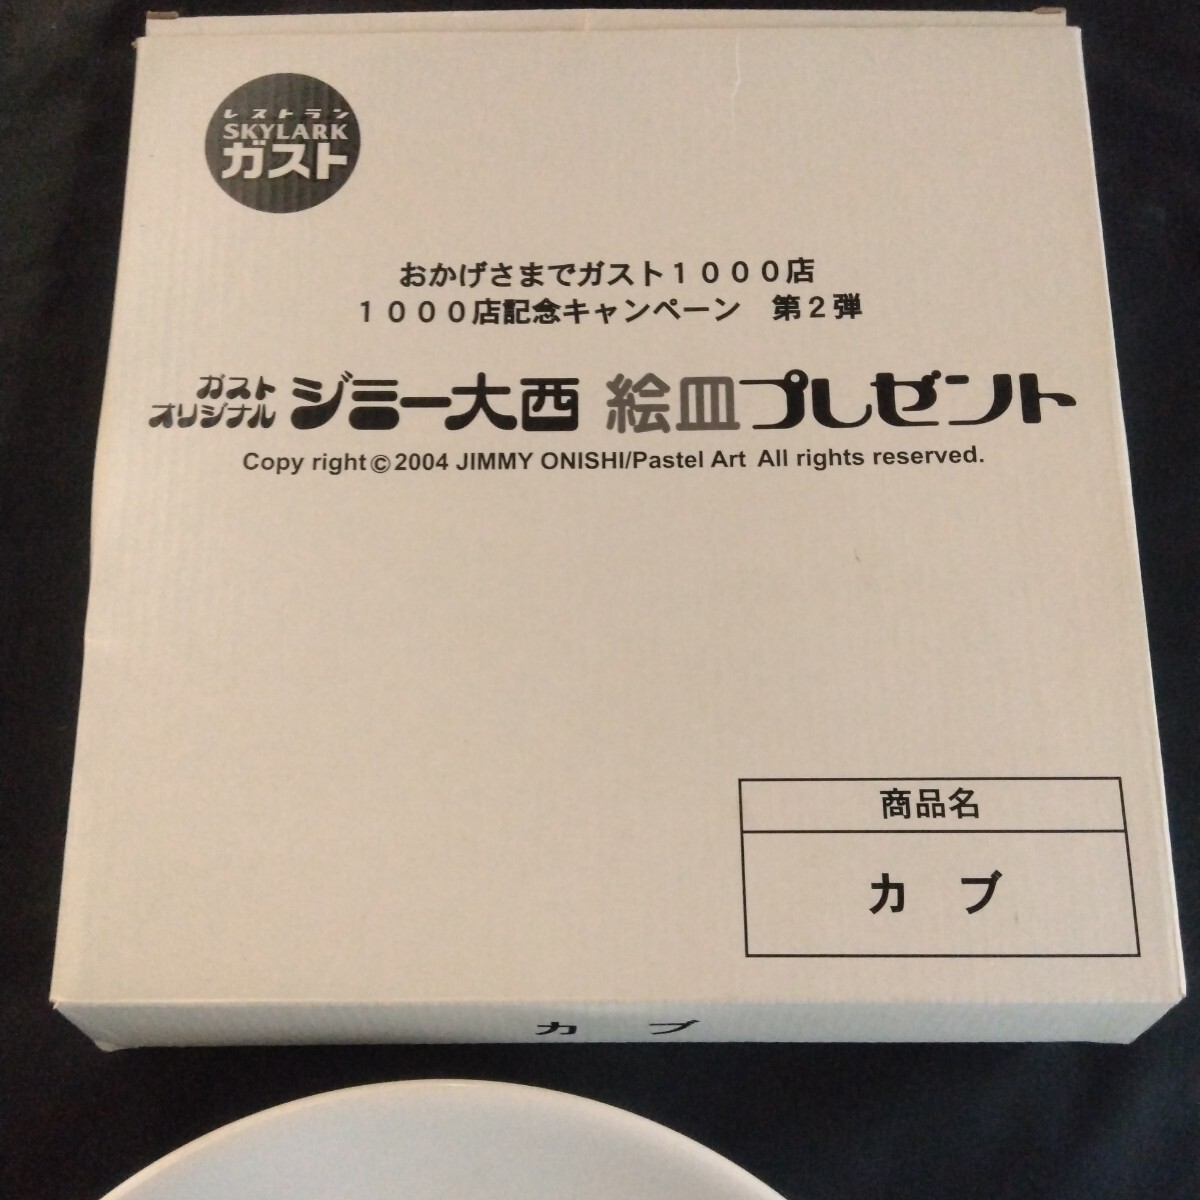 レストラン
SKYLARK
ガスト
おかげさまでガスト１０００店
１０００店記念キャンペーン　第２弾
ガスト
オリジナル ジミー大西 絵皿プレゼント
Copy right©2004 JIMMY ONISHI/Pastel Art All rights reserved.
商品名
カ ブ
カ ブ